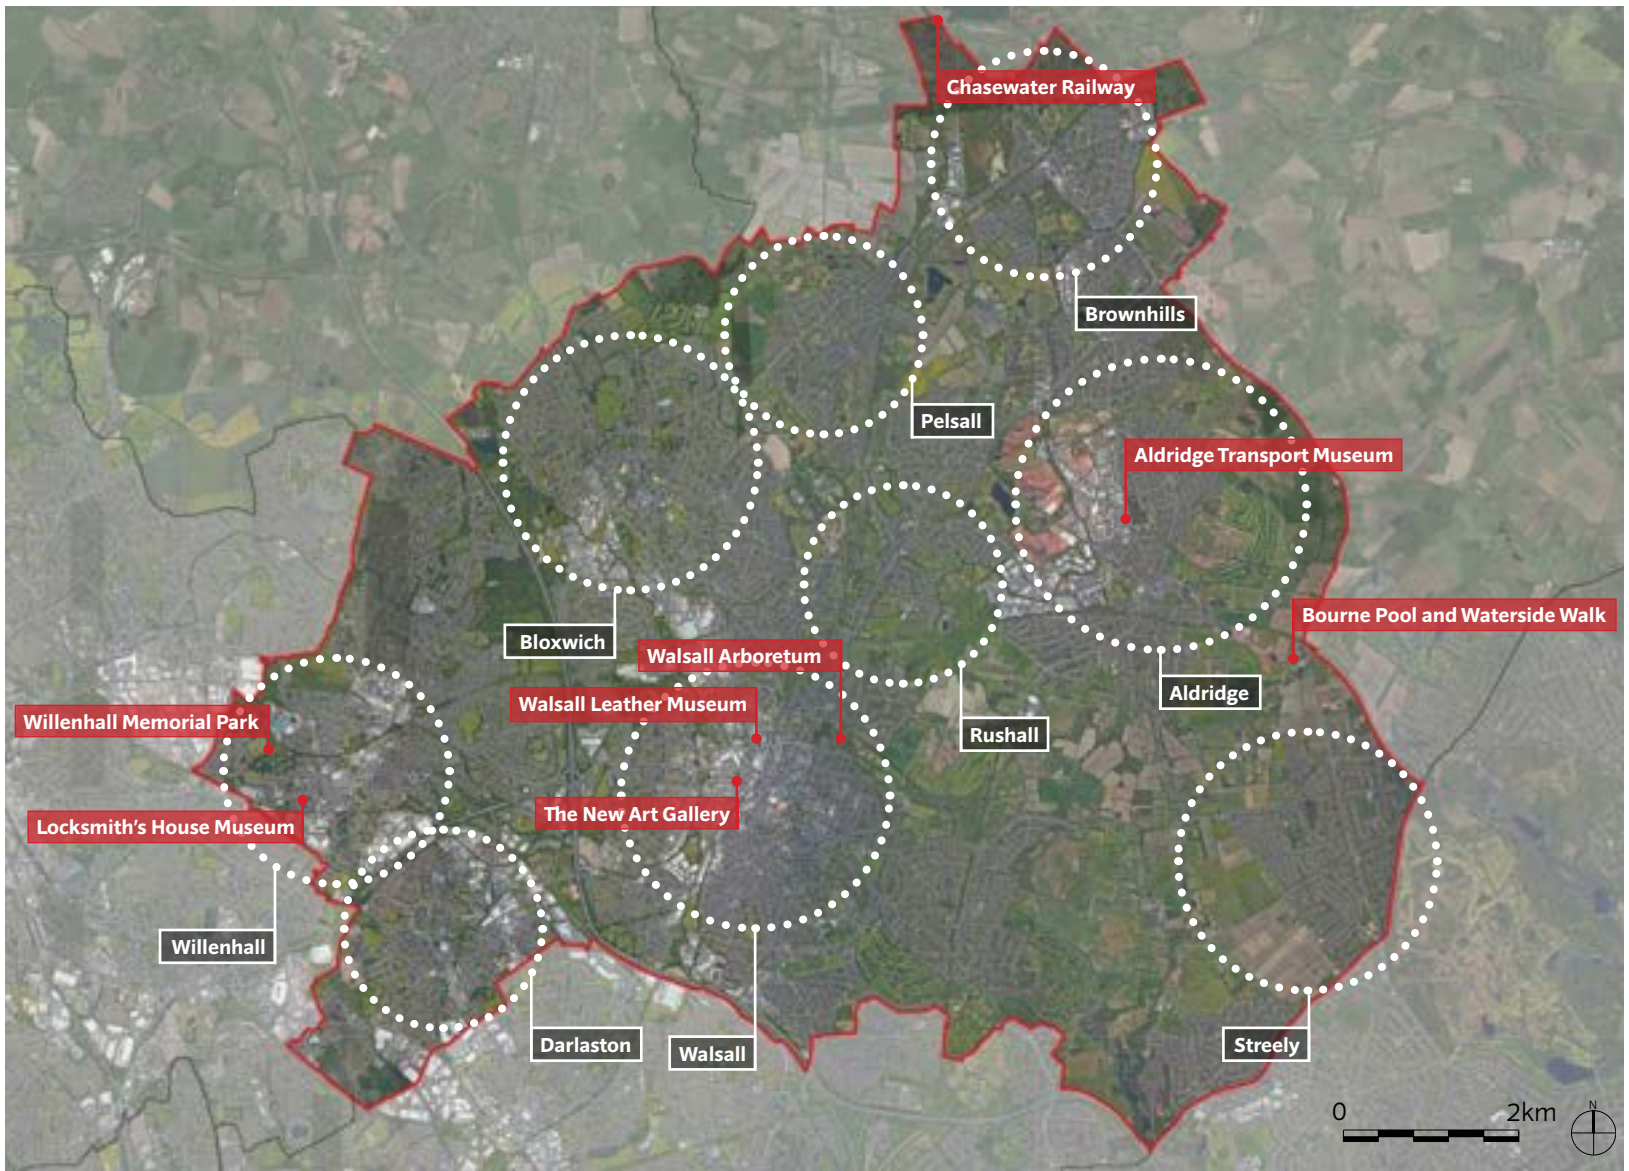 Chasewater Railway
Brownhills
Pelsall
Aldridge Transport Museum
Bourne Pool and Waterside Walk
Bloxwich
Walsall Arboretum
Aldridge
Walsall Leather Museum
Willenhall Memorial Park
Rushall
The New Art Gallery
Locksmith's House Museum
Willenhall
Darlaston
Walsall
Streely
0 2km
N